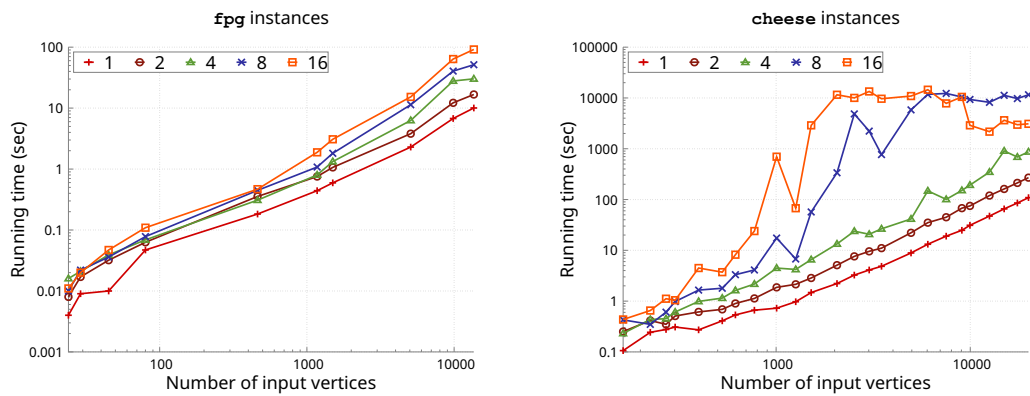 fpg instances
1 2 4 8 16
100
10
1
0.1
0.01
0.001
Running time (sec)
100 1000 10000
Number of input vertices
cheese instances
1 2 4 8 16
100000
10000
1000
100
10
1
0.1
Running time (sec)
1000 10000
Number of input vertices